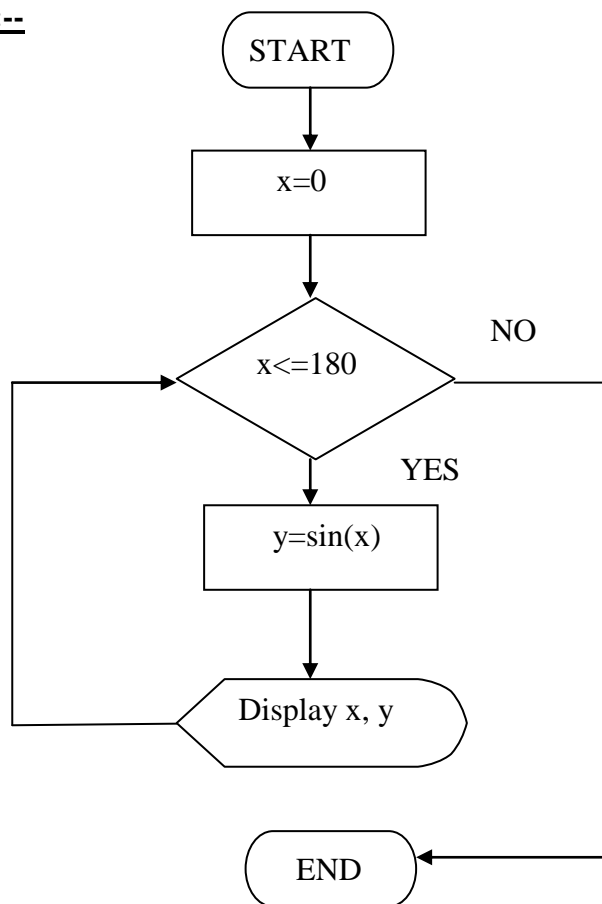 START
x=0
x<=180
NO
YES
y=sin(x)
Display x, y
END